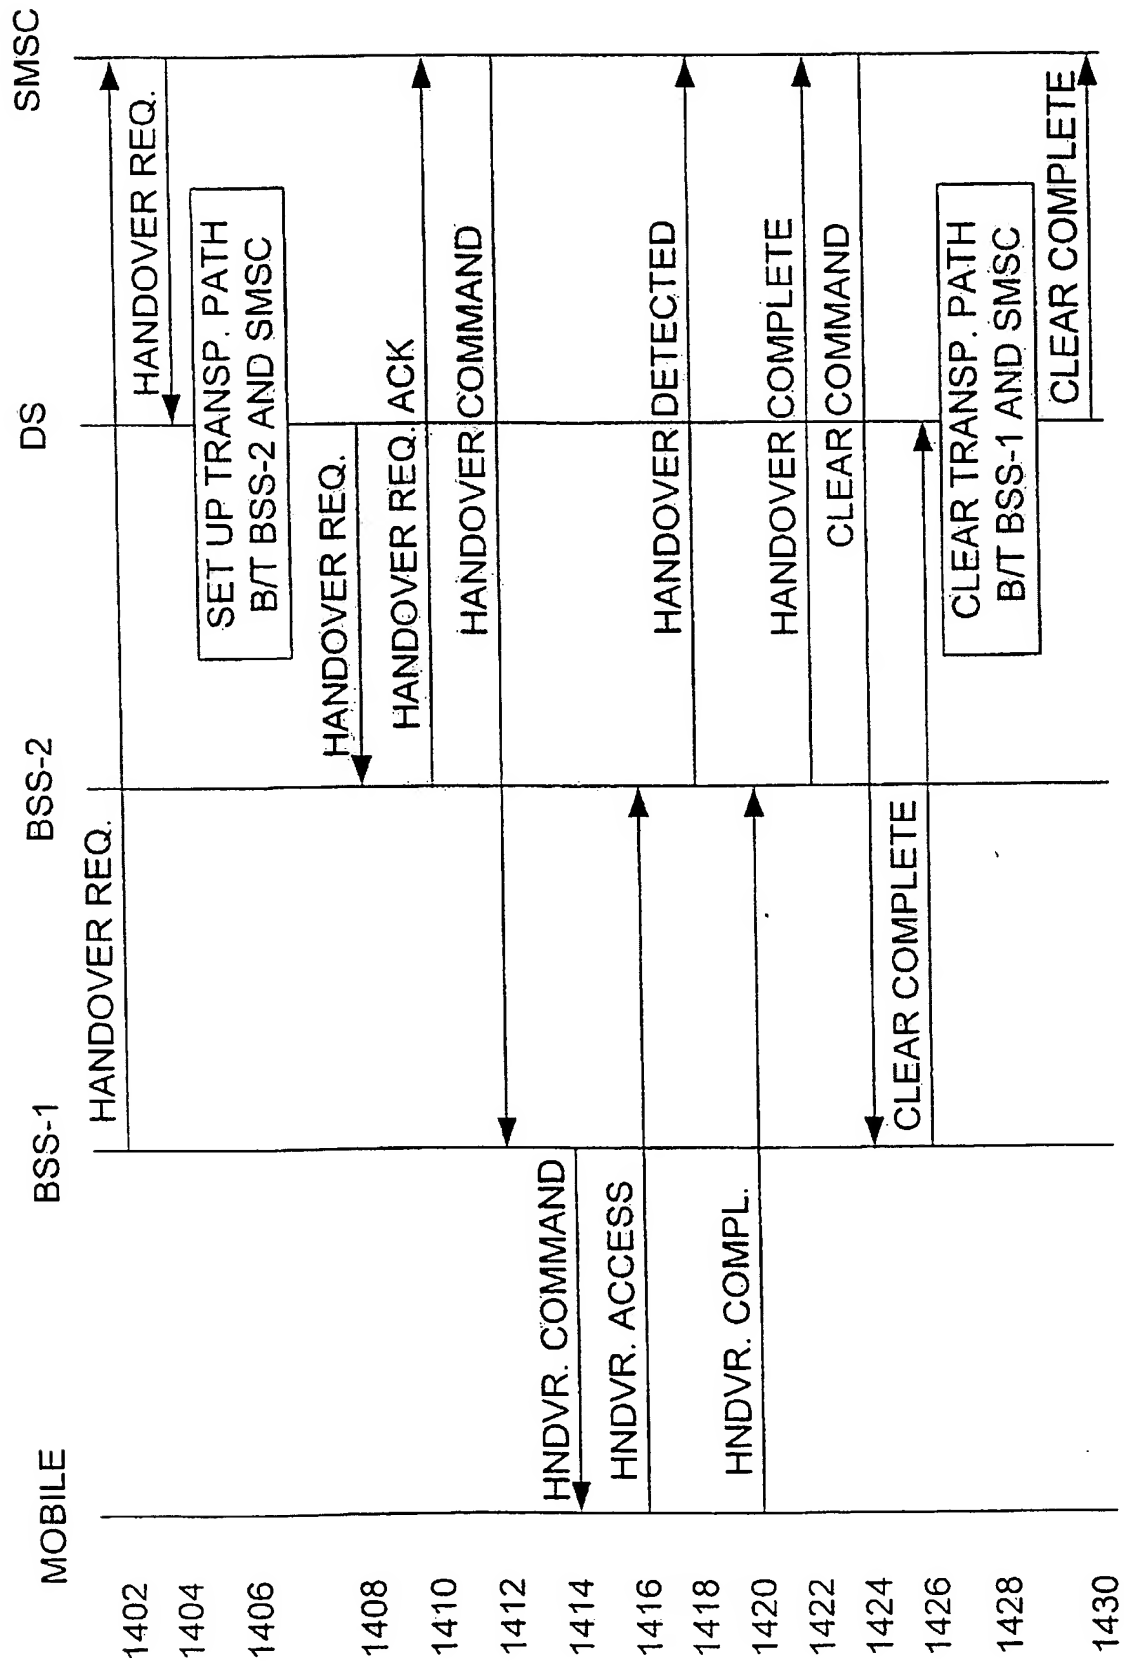 MOBILE
BSS-1
BSS-2
DS
SMSC
1402
HANDOVER REQ.
1404
HANDOVER REQ.
1406
SET UP TRANSP. PATH
B/T BSS-2 AND SMSC
1408
HANDOVER REQ.
1410
HANDOVER REQ. ACK
1412
HANDOVER COMMAND
1414
HNDVR. COMMAND
1416
HNDVR. ACCESS
1418
HANDOVER DETECTED
1420
HNDVR. COMPL.
1422
HANDOVER COMPLETE
1424
CLEAR COMMAND
1426
CLEAR COMPLETE
1428
CLEAR TRANSP. PATH
B/T BSS-1 AND SMSC
1430
CLEAR COMPLETE